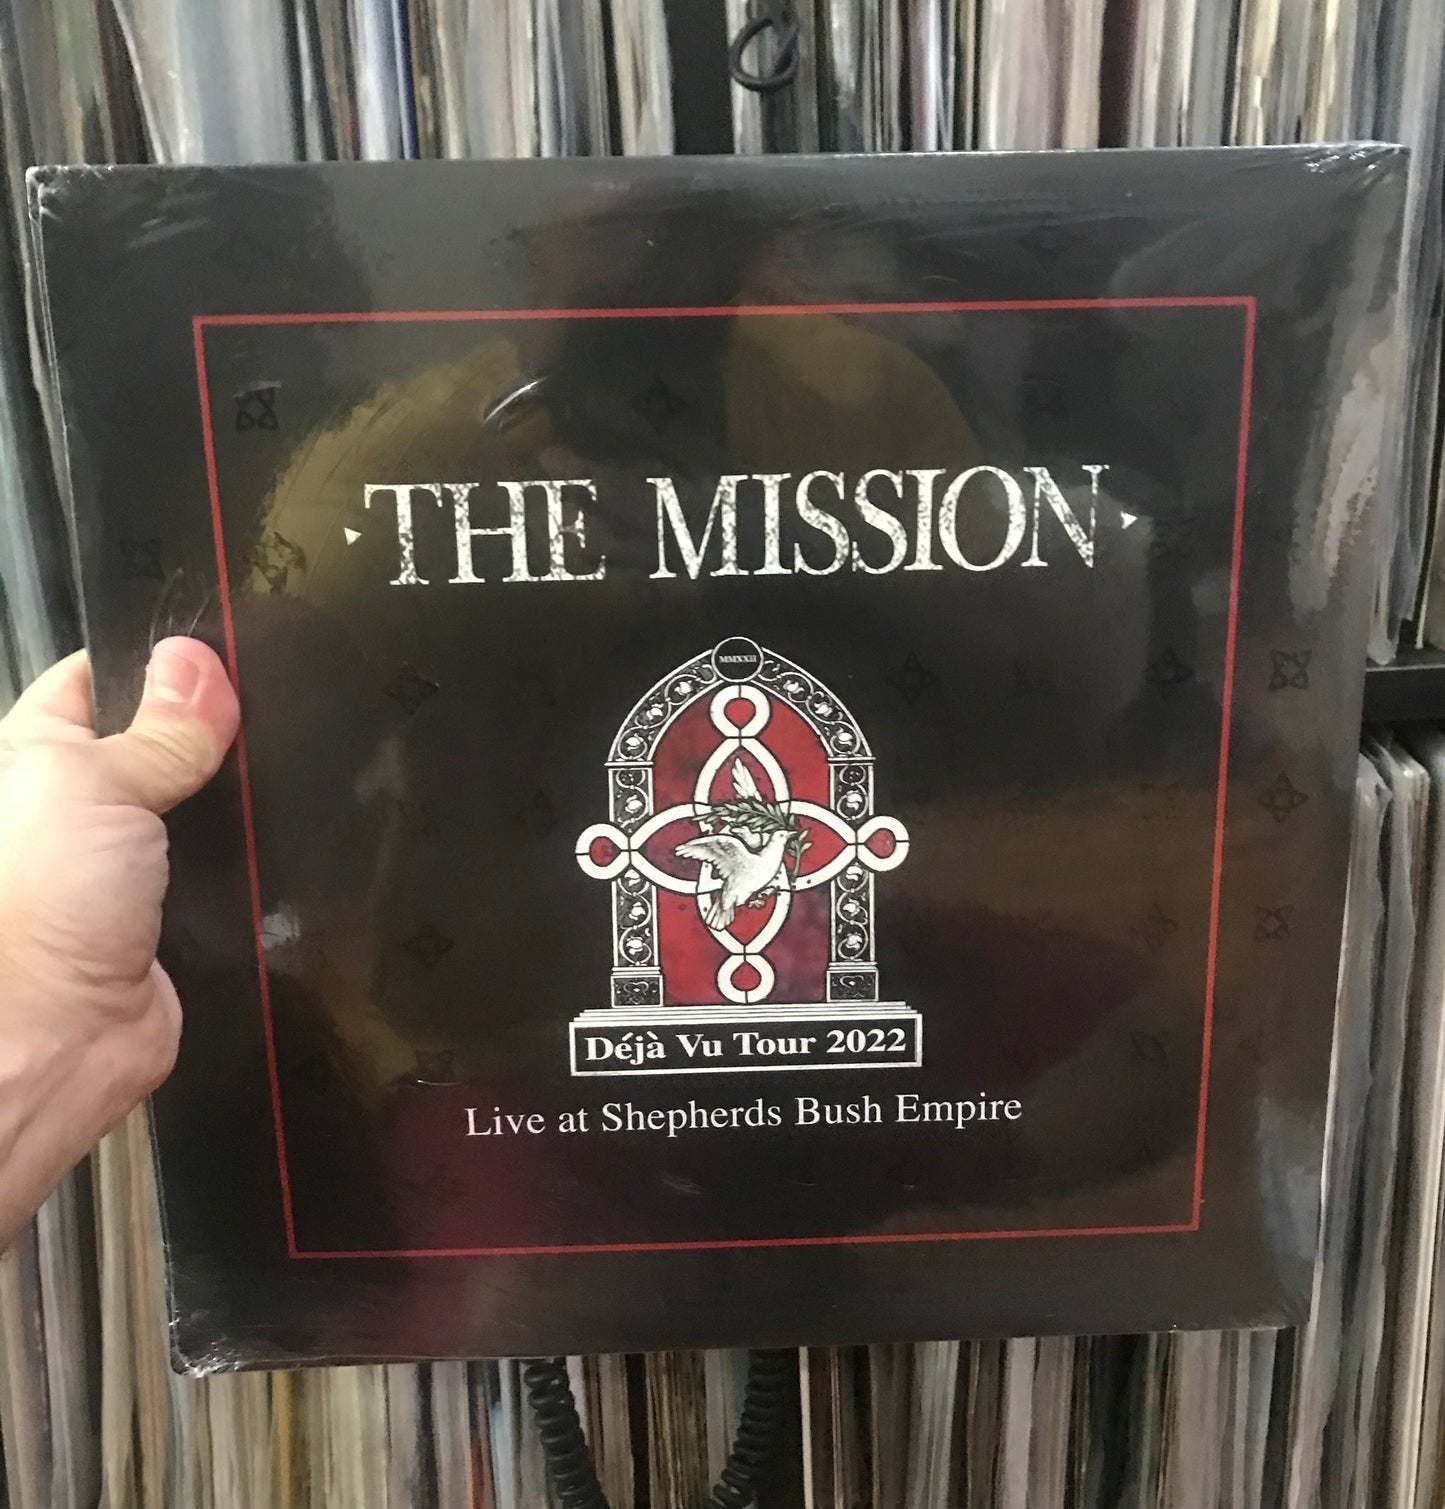 THE MISSION
MMXXII
Déjà Vu Tour 2022
Live at Shepherds Bush Empire